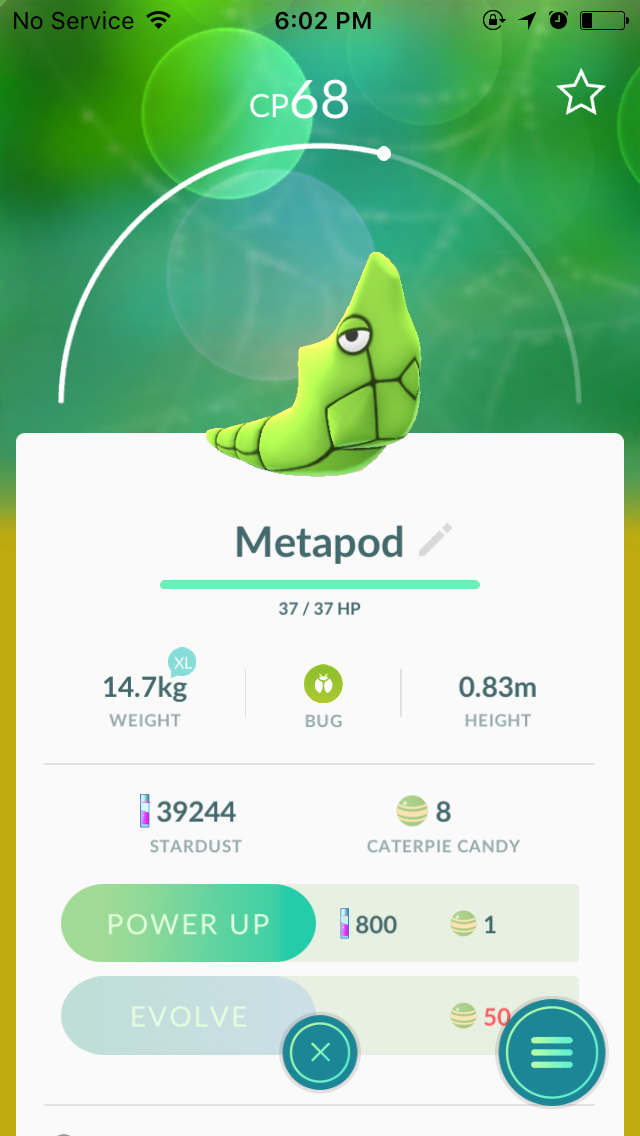 No Service 6:02 PM
CP68
Metapod
37 / 37 HP
XL
14.7kg 0.83m
WEIGHT BUG HEIGHT
39244 8
STARDUST CATERPIE CANDY
POWER UP 800 1
EVOLVE 50